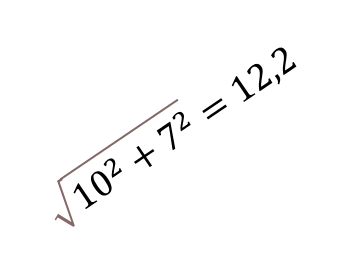 √10² + 7² = 12,2